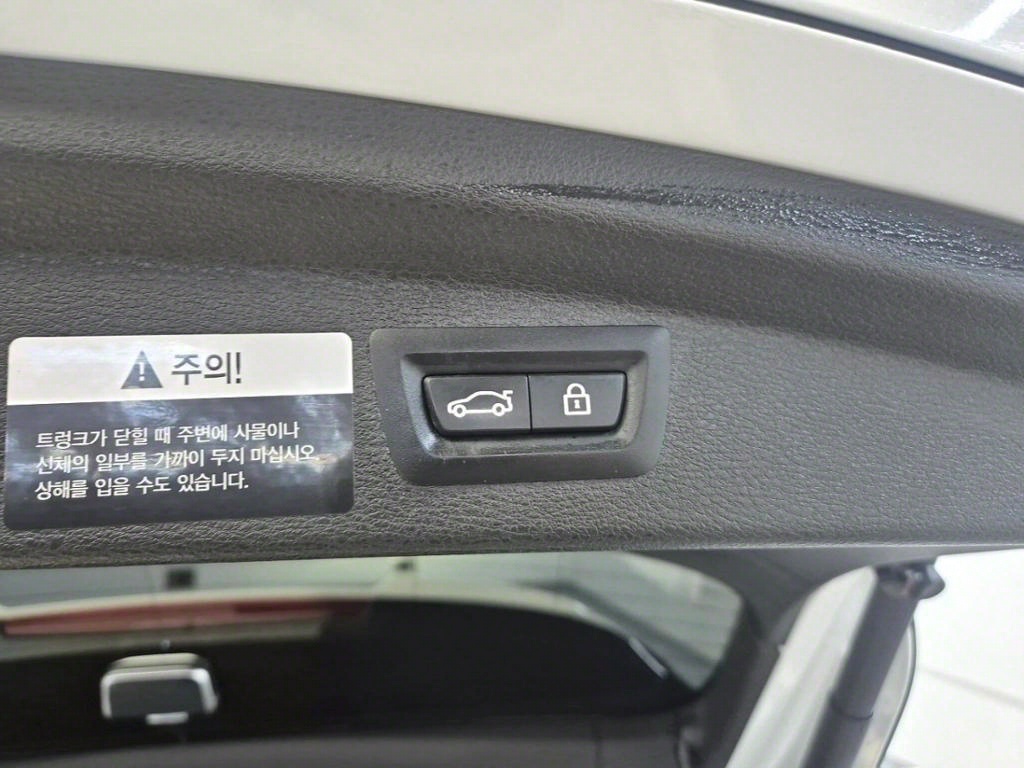 주의!
트렁크가 닫힐 때 주변에 사물이나
신체의 일부를 가까이 두지 마십시오.
상해를 입을 수도 있습니다.